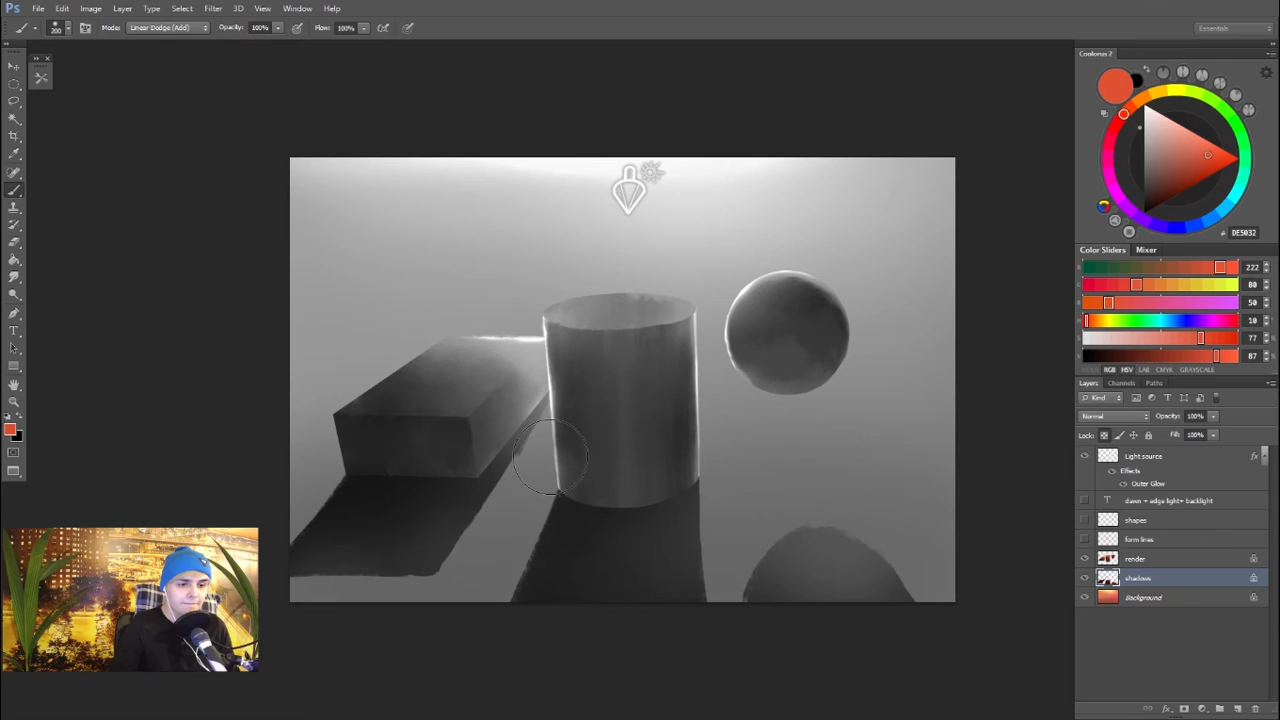 Ps File Edit Image Layer Type Select Filter 3D View Window Help
200 Mode: Linear Dodge (Add) Opacity: 100% Flow: 100% Essentials
Coolorus 2
# DE5032
Color Sliders Mixer
222
80
50
H 10
77
87
RGB HSV LAB CMYK GRAYSCALE
Layers Channels Paths
Kind
Normal Opacity: 100%
Lock: Fill: 100%
Light source fx
Effects
Outer Glow
T dawn + edge light+ backlight
shapes
form lines
render
shadows
Background
fx